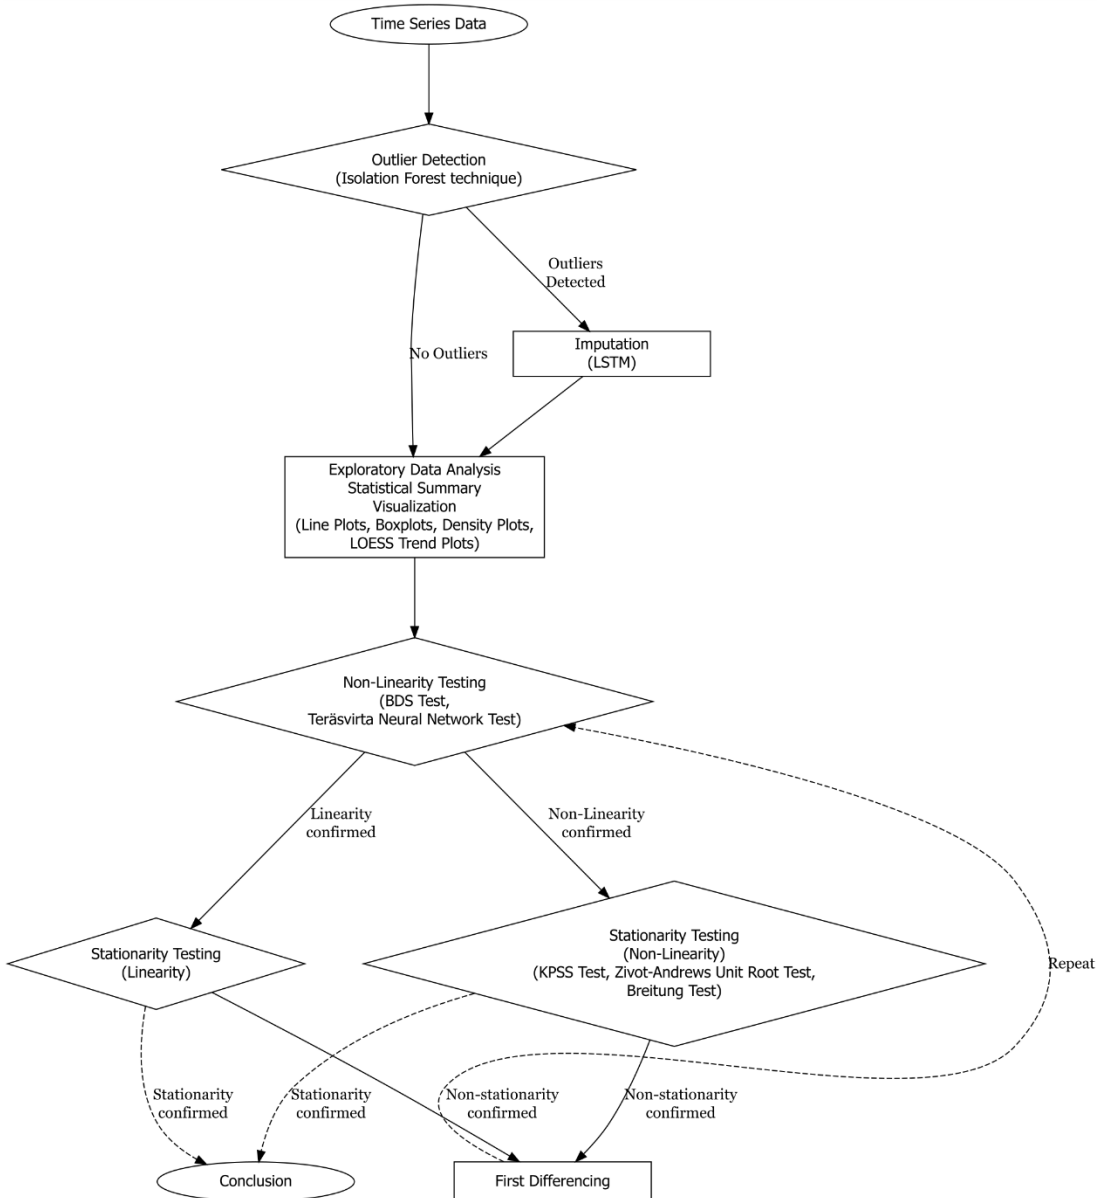 Time Series Data
Outlier Detection
(Isolation Forest technique)
Outliers
Detected
No Outliers
Imputation
(LSTM)
Exploratory Data Analysis
Statistical Summary
Visualization
(Line Plots, Boxplots, Density Plots,
LOESS Trend Plots)
Non-Linearity Testing
(BDS Test,
Teräsvirta Neural Network Test)
Linearity
confirmed
Non-Linearity
confirmed
Stationarity Testing
(Linearity)
Stationarity Testing
(Non-Linearity)
(KPSS Test, Zivot-Andrews Unit Root Test,
Breitung Test)
Repeat
Stationarity
confirmed
Stationarity
confirmed
Non-stationarity
confirmed
Non-stationarity
confirmed
Conclusion
First Differencing